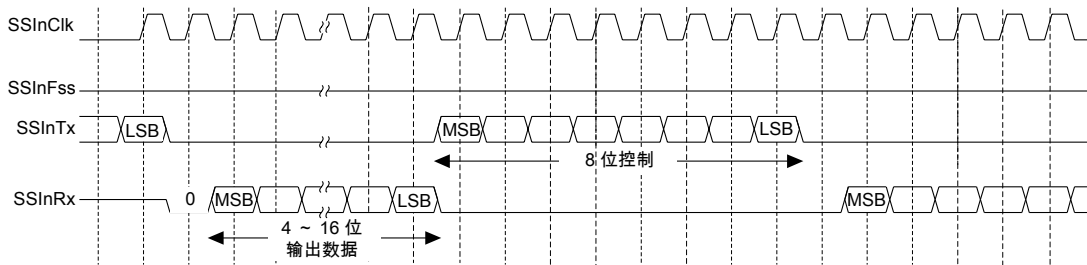 SSInClk
SSInFss
SSInTx
LSB
MSB
LSB
8 位控制
SSInRx
0
MSB
LSB
MSB
4 ~ 16 位
输出数据